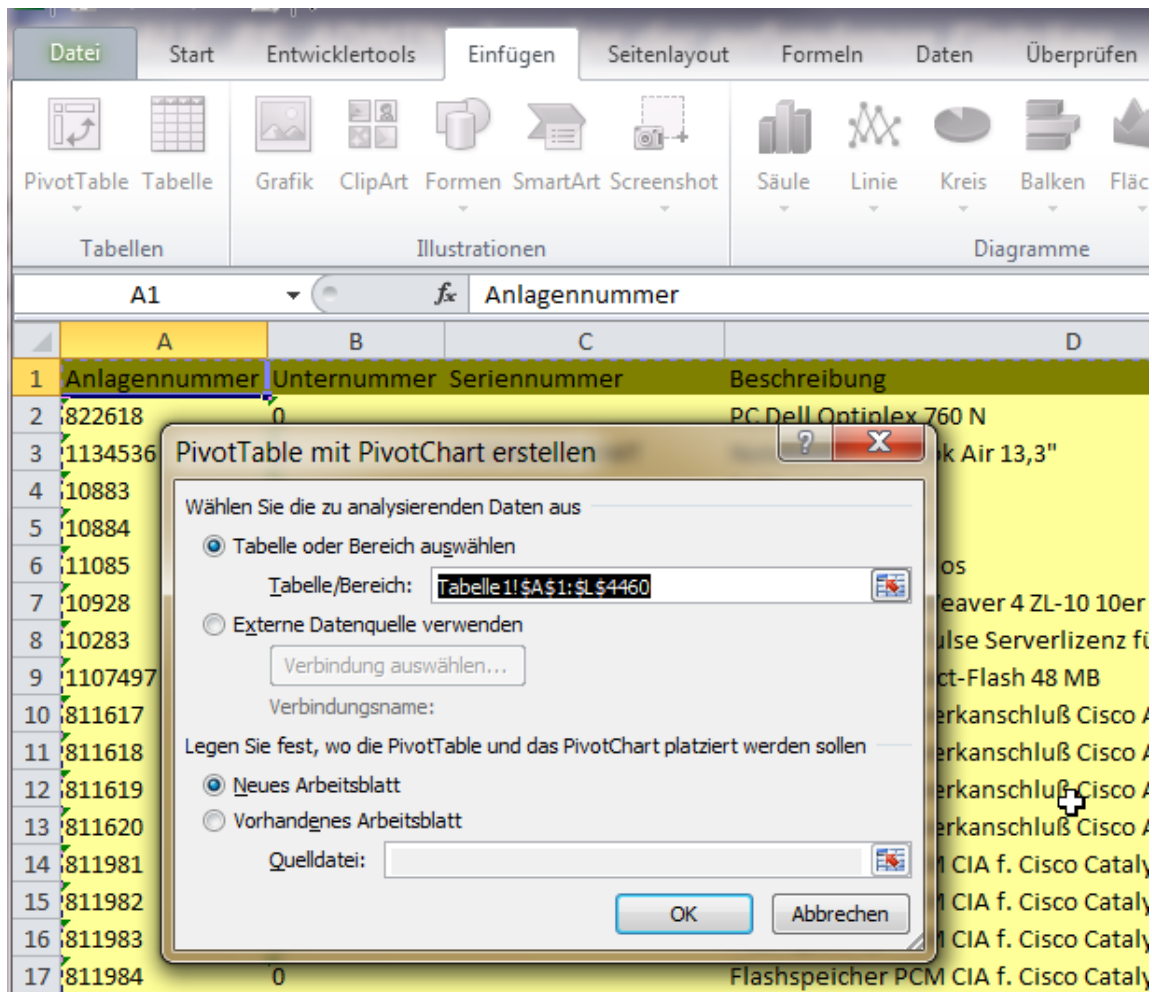 Datei Start Entwicklertools Einfügen Seitenlayout Formeln Daten Überprüfen
PivotTable Tabelle Grafik ClipArt Formen SmartArt Screenshot Säule Linie Kreis Balken Fläc
Tabellen Illustrationen Diagramme
A1 fx Anlagennummer
A B C D
1 Anlagennummer Unternummer Seriennummer Beschreibung
2 822618 0 PC Dell Optiplex 760 N
3 1134536 k Air 13,3"
4 10883
5 10884
6 11085 os
7 10928 eaver 4 ZL-10 10er
8 10283 ulse Serverlizenz fü
9 1107497 ct-Flash 48 MB
10 811617 erkanschluß Cisco A
11 811618 erkanschluß Cisco A
12 811619 erkanschluß Cisco A
13 811620 erkanschluß Cisco A
14 811981 CIA f. Cisco Cataly
15 811982 CIA f. Cisco Cataly
16 811983 CIA f. Cisco Cataly
17 811984 0 Flashspeicher PCM CIA f. Cisco Cataly
PivotTable mit PivotChart erstellen
Wählen Sie die zu analysierenden Daten aus
Tabelle oder Bereich auswählen
Tabelle/Bereich: Tabelle1!$A$1:$L$4460
Externe Datenquelle verwenden
Verbindung auswählen...
Verbindungsname:
Legen Sie fest, wo die PivotTable und das PivotChart platziert werden sollen
Neues Arbeitsblatt
Vorhandenes Arbeitsblatt
Quelldatei:
OK Abbrechen